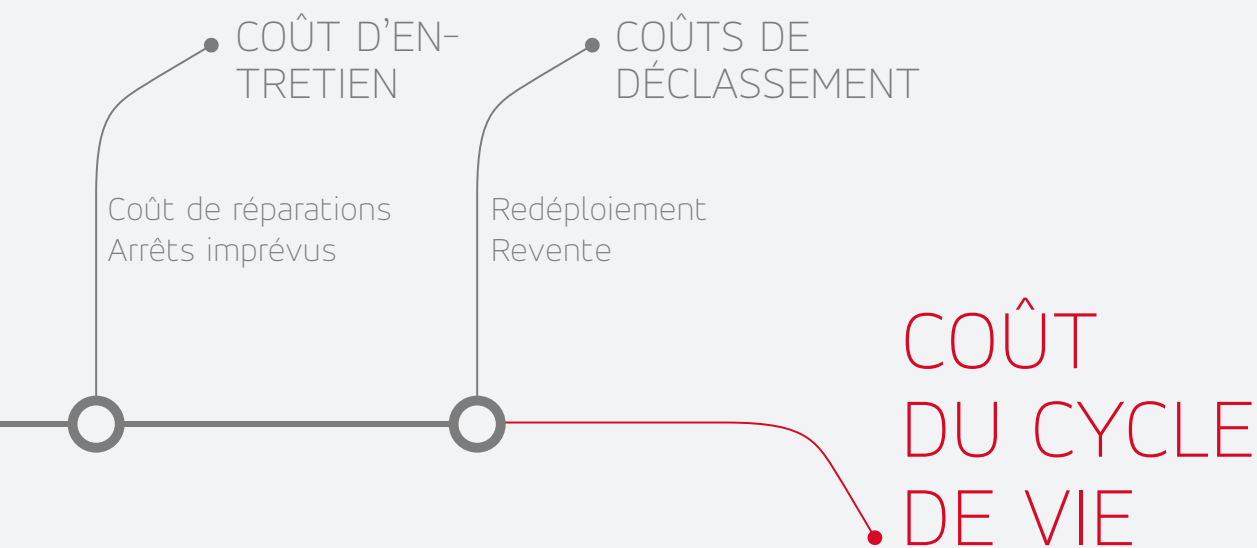 COÛT D’EN-
TRETIEN
Coût de réparations
Arrêts imprévus
COÛTS DE
DÉCLASSEMENT
Redéploiement
Revente
COÛT
DU CYCLE
DE VIE